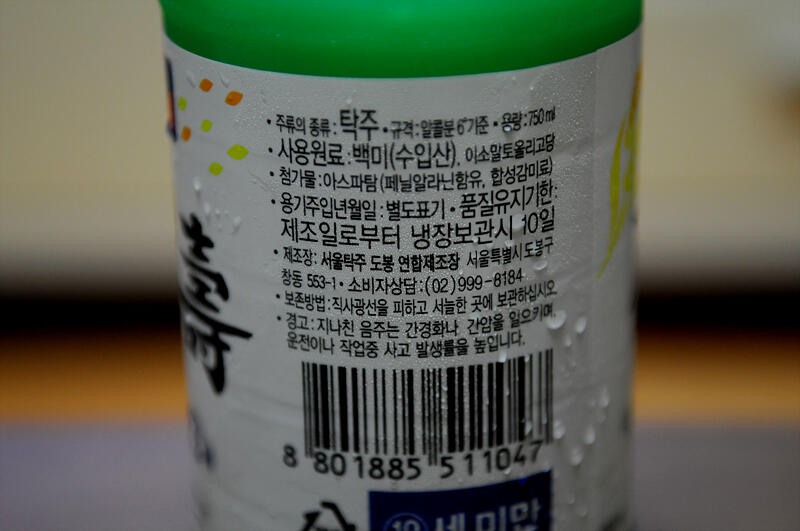 • 주류의 종류 : 탁주 • 규격 : 알콜분 6°기준 • 용량 : 750㎖
• 사용원료 : 백미(수입산), 이소말토올리고당
• 첨가물 : 아스파탐 (페닐알라닌함유, 합성감미료)
• 용기주입년월일 : 별도표기 • 품질유지기한:
제조일로부터 냉장보관시 10일
• 제조장 : 서울탁주 도봉 연합제조장 서울특별시 도봉구
창동 553-1 • 소비자상담 : (02) 999-8184
• 보존방법 : 직사광선을 피하고 서늘한 곳에 보관하십시오.
• 경고 : 지나친 음주는 간경화나 간암을 일으키며,
운전이나 작업중 사고 발생률을 높입니다.
壽
8 801885 511047
19세 미만